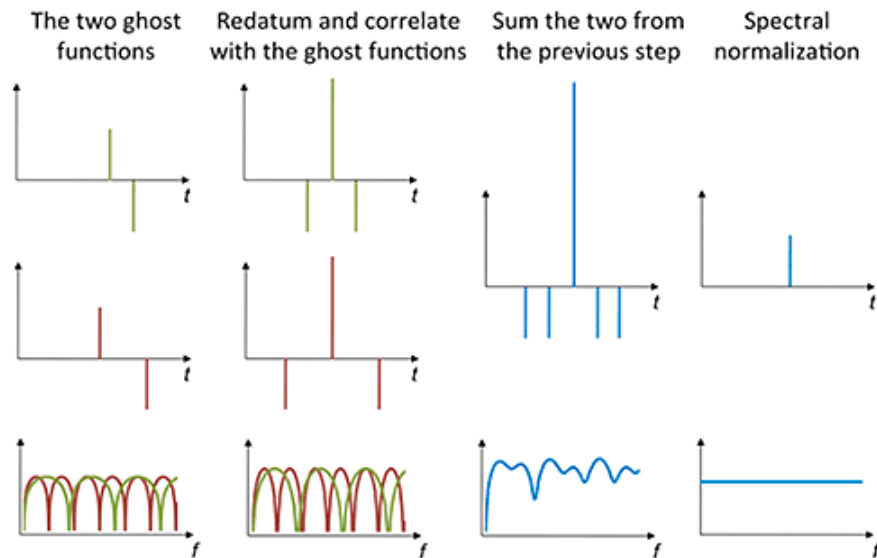 The two ghost
functions
Redatum and correlate
with the ghost functions
Sum the two from
the previous step
Spectral
normalization
t
t
t
t
t
t
f
f
f
f